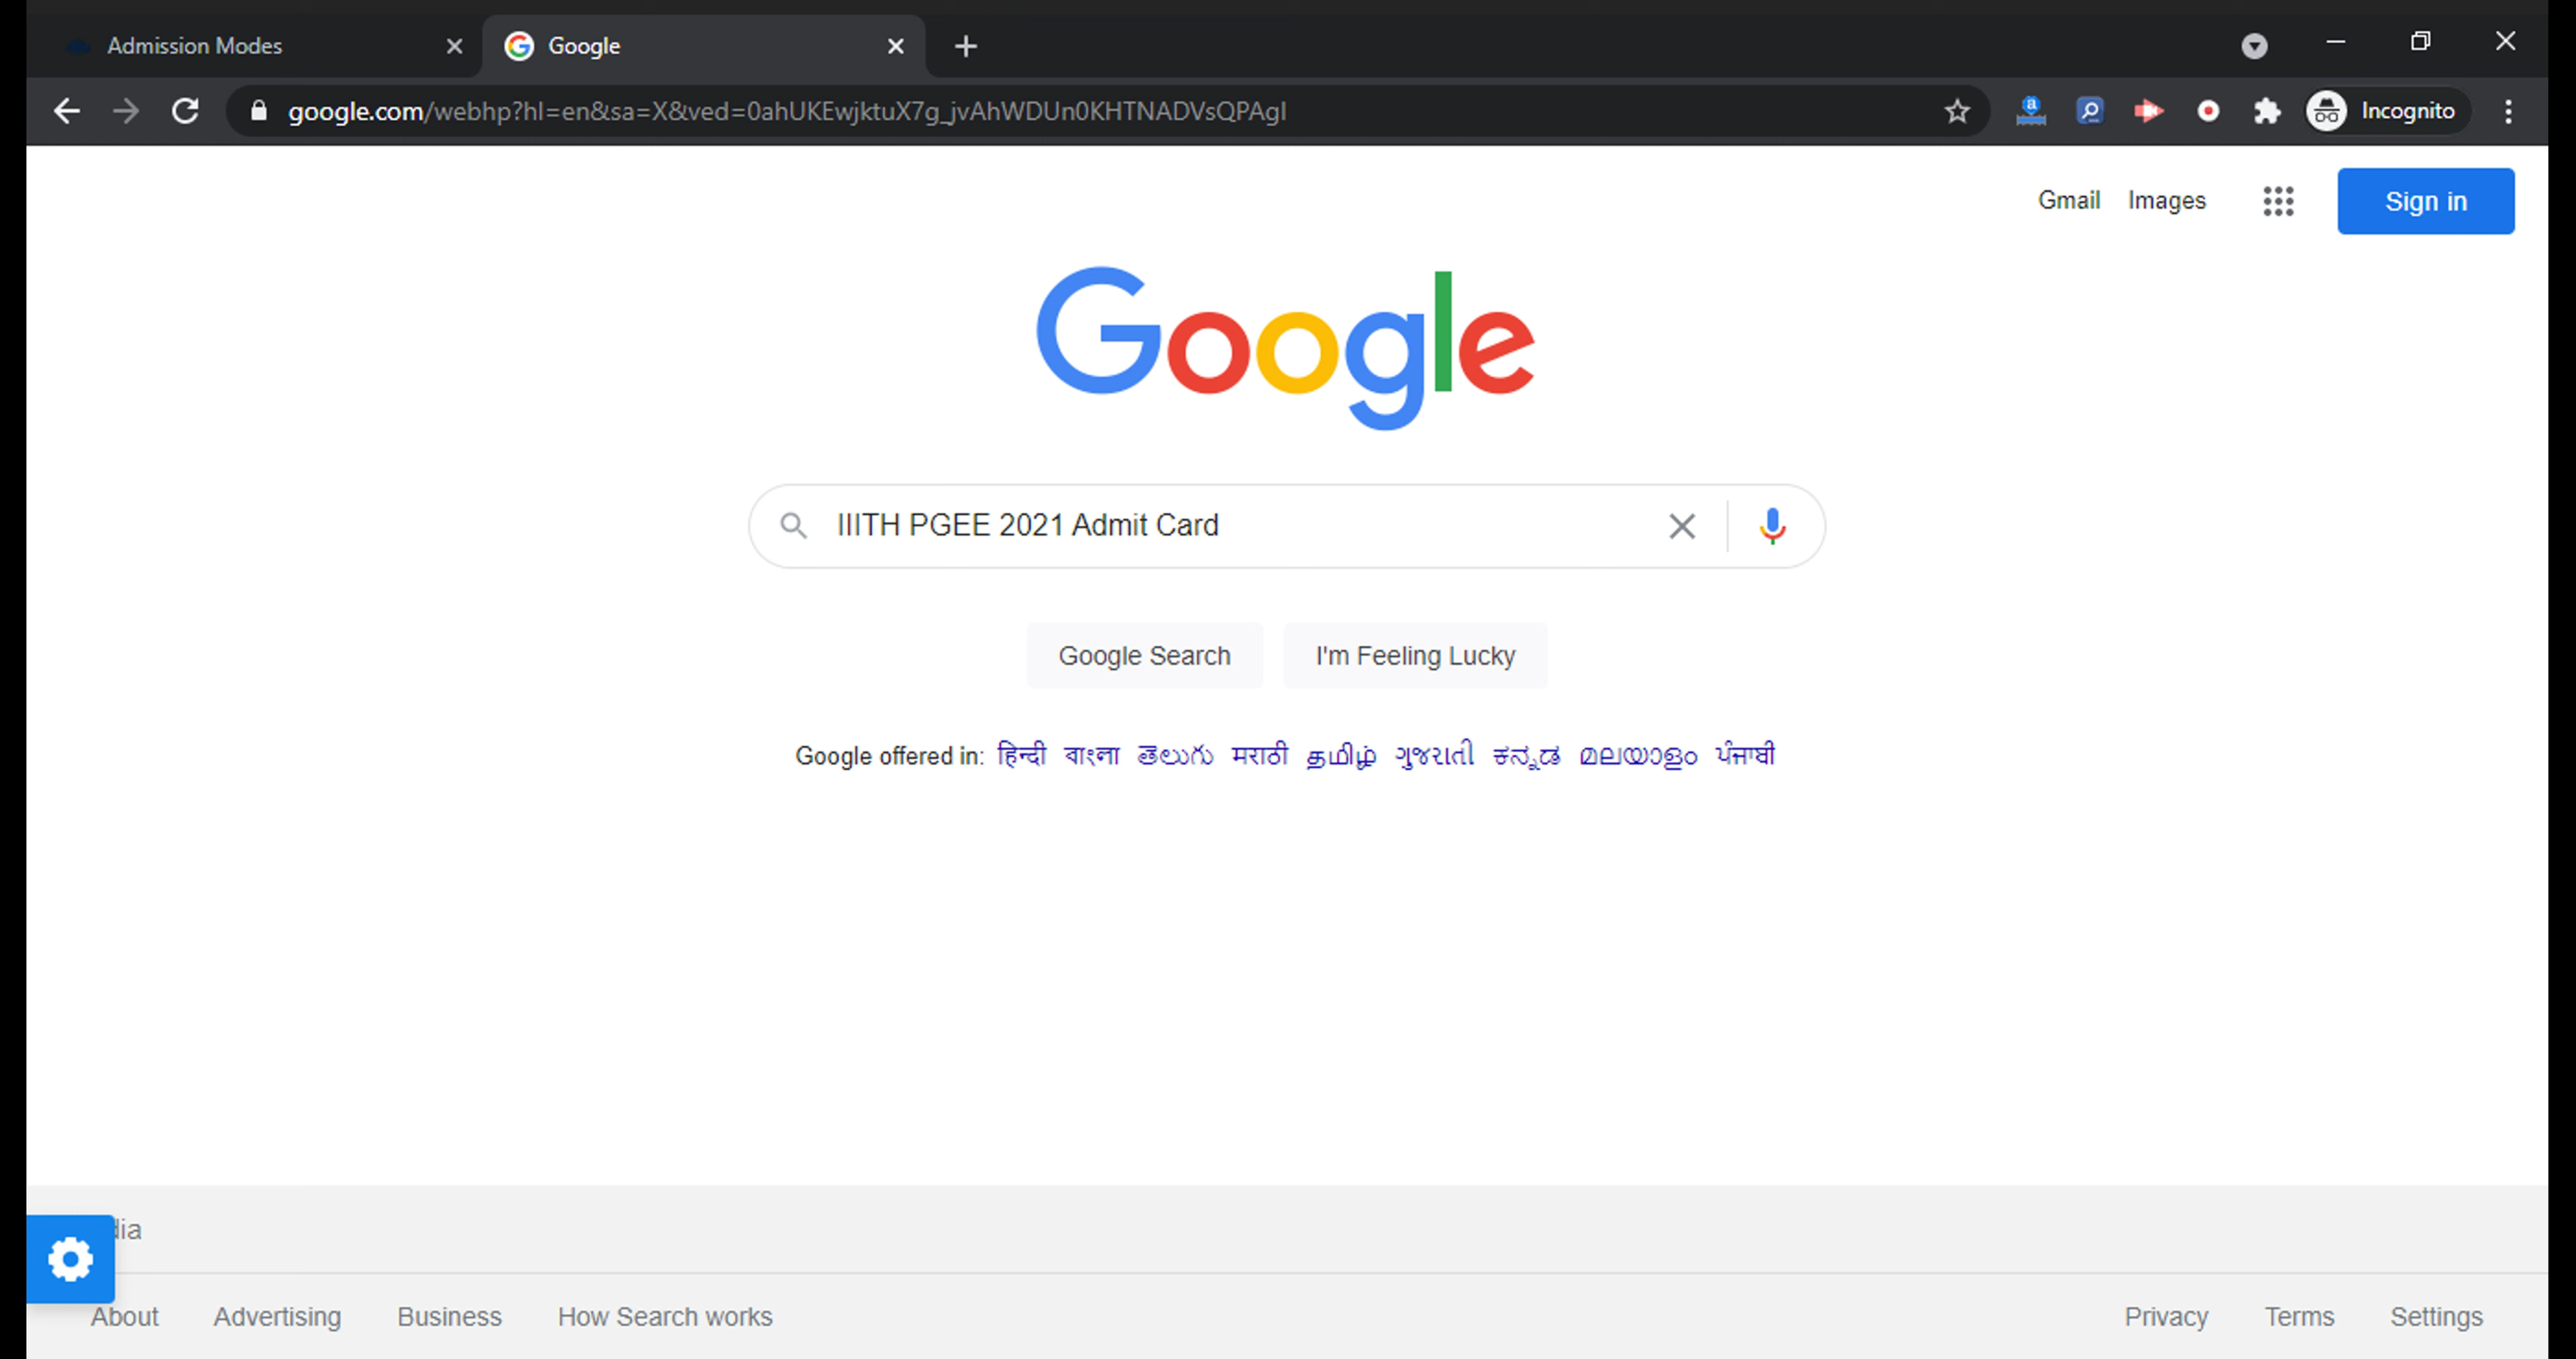 Admission Modes
Google
google.com/webhp?hl=en&sa=X&ved=0ahUKEwjktuX7g_jvAhWDUn0KHTNADVsQPAgI
Incognito
Gmail Images Sign in
Google
IIITH PGEE 2021 Admit Card
Google Search I'm Feeling Lucky
Google offered in: हिन्दी বাংলা తెలుగు मराठी தமிழ் ગુજરાતી ಕನ್ನಡ മലയാളം ਪੰਜਾਬੀ
dia
About Advertising Business How Search works Privacy Terms Settings